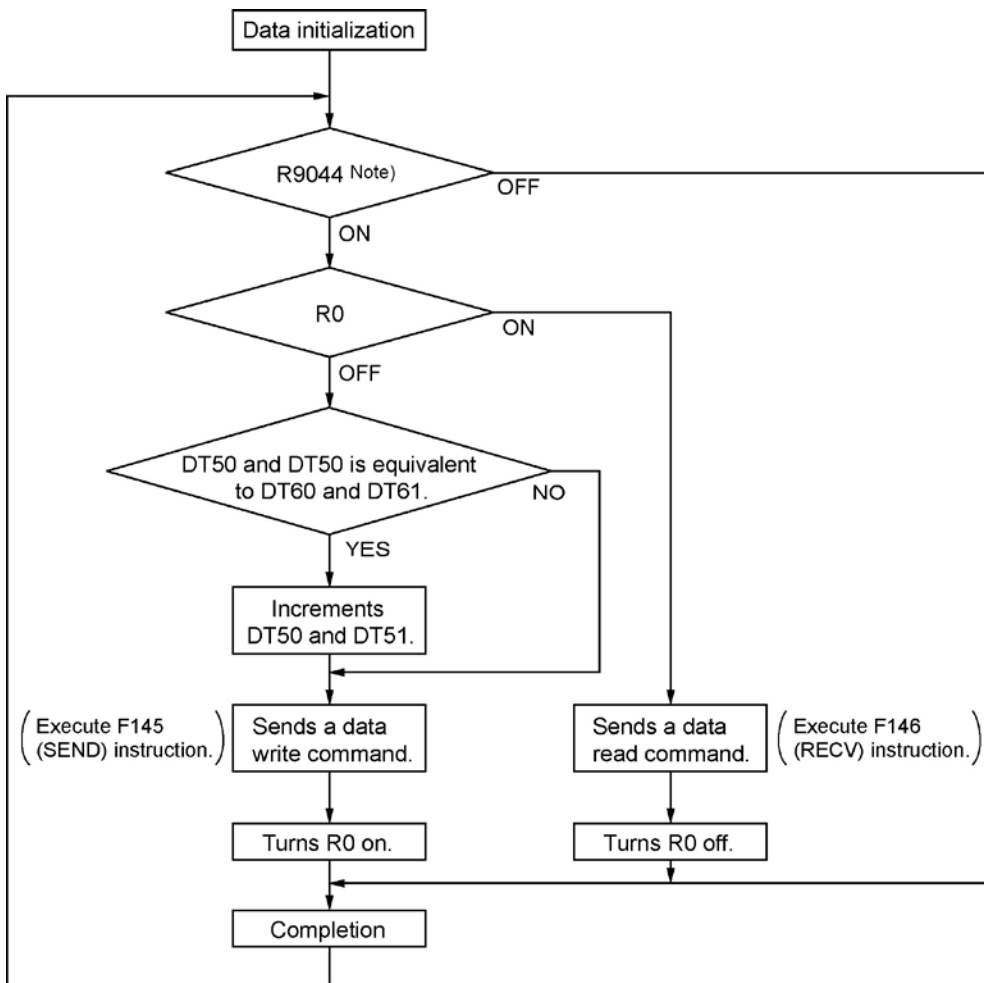 Data initialization
R9044 Note)
OFF
ON
R0
ON
OFF
DT50 and DT50 is equivalent
to DT60 and DT61.
NO
YES
Increments
DT50 and DT51.
(Execute F145
(SEND) instruction.)
Sends a data
write command.
Sends a data
read command.
(Execute F146
(RECV) instruction.)
Turns R0 on.
Turns R0 off.
Completion